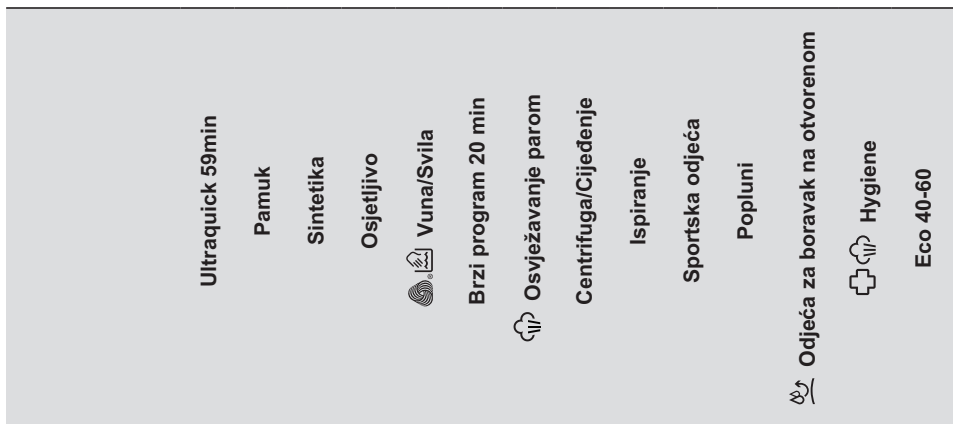 Ultraquick 59min
Pamuk
Sintetika
Osjetljivo
Vuna/Svila
Brzi program 20 min
Osvježavanje parom
Centrifuga/Cijeđenje
Ispiranje
Sportska odjeća
Popluni
Odjeća za boravak na otvorenom
Hygiene
Eco 40-60